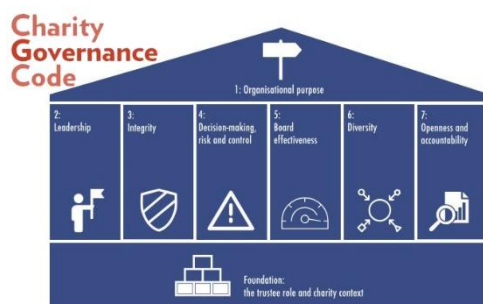 Charity
Governance
Code
1: Organisational purpose
2:
Leadership
3:
Integrity
4:
Decision-making,
risk and control
5:
Board
effectiveness
6:
Diversity
7:
Openness and
accountability
Foundation:
the trustee role and charity context